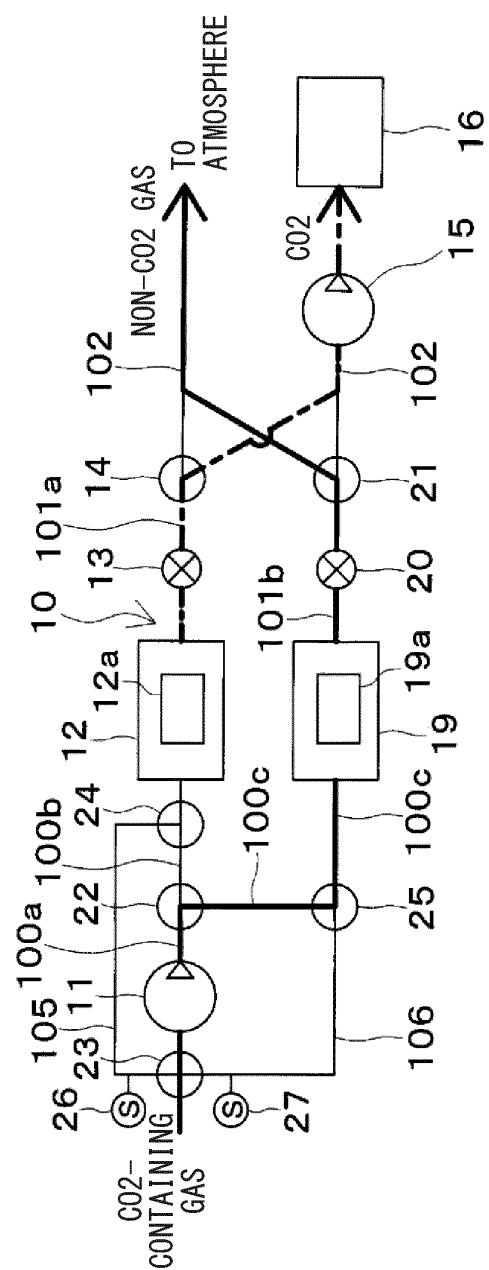 CO2-
CONTAINING
GAS
26
S
S
27
23
105
11
100a
22
100b
24
100c
25
106
100c
12
12a
10
19
19a
101b
13
101a
14
20
21
102
102
NON-CO2 GAS
TO
ATMOSPHERE
CO2
15
16